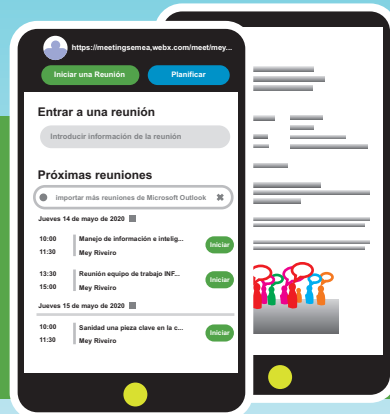 https://meetingsemea,webx.com/meet/mey...
Iniciar una Reunión
Planificar
Entrar a una reunión
Introducir información de la reunión
Próximas reuniones
importar más reuniones de Microsoft Outlook ✖
Jueves 14 de mayo de 2020
10:00 Manejo de información e intelig...
11:30 Mey Riveiro
Iniciar
13:30 Reunión equipo de trabajo INF...
15:00 Mey Riveiro
Iniciar
Jueves 15 de mayo de 2020
10:00 Sanidad una pieza clave en la c...
11:30 Mey Riveiro
Iniciar